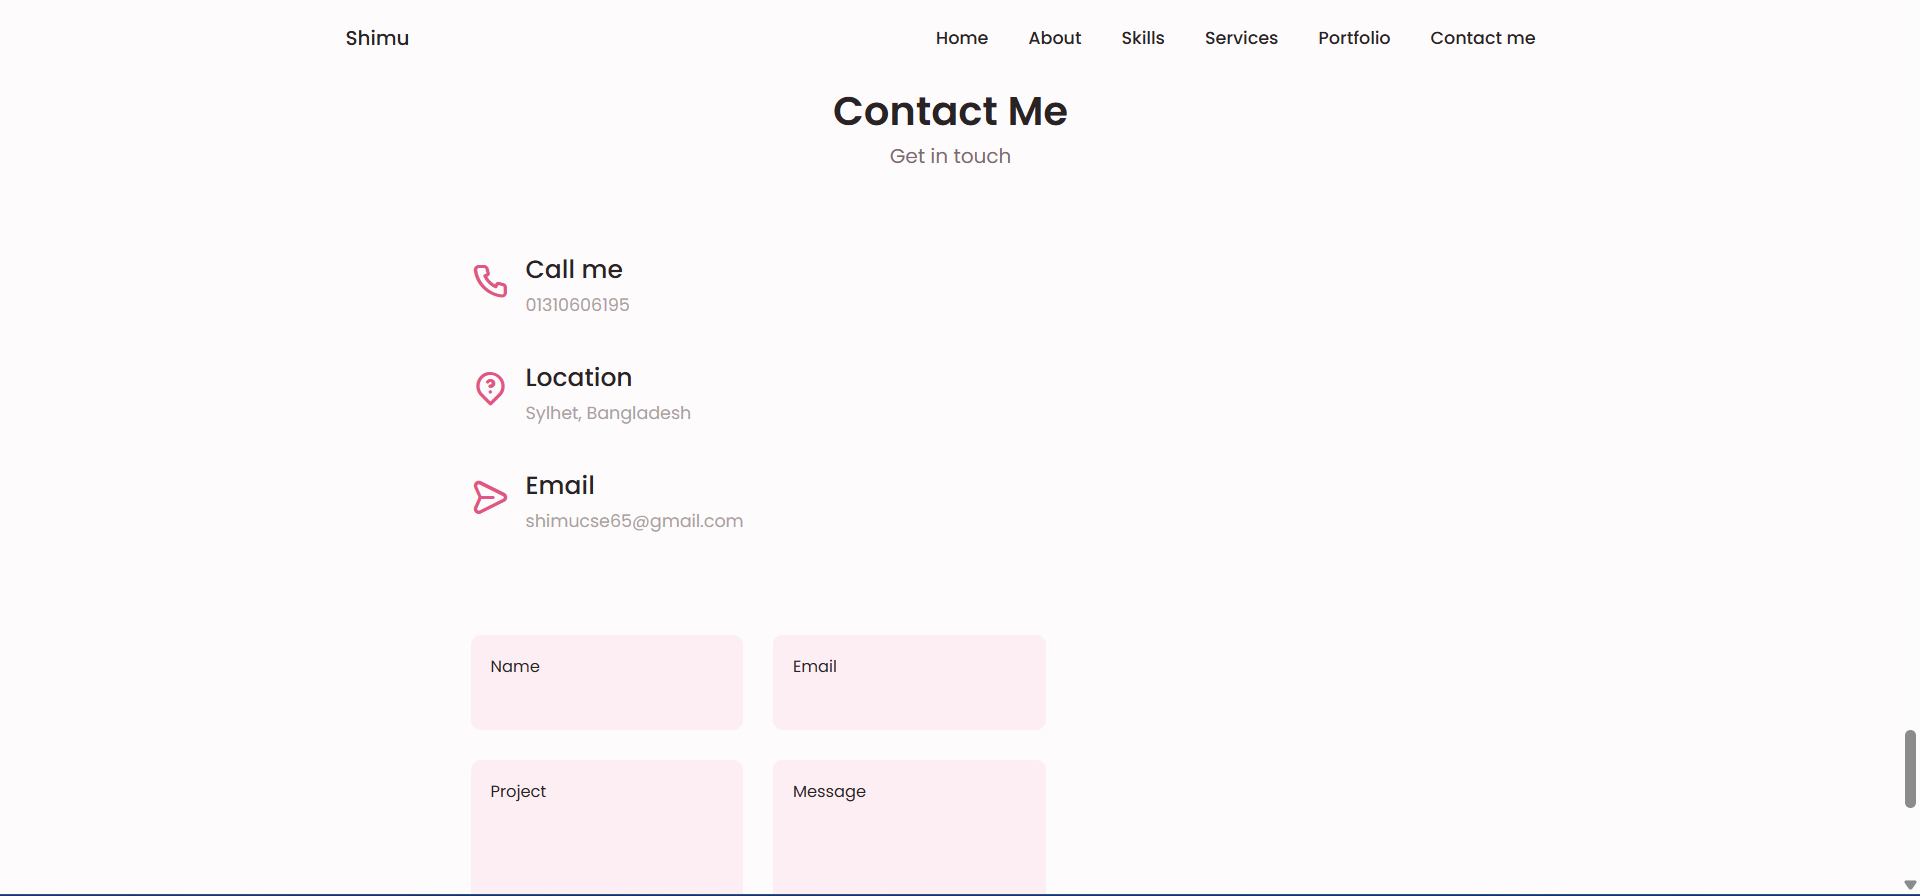 Shimu
Home About Skills Services Portfolio Contact me
Contact Me
Get in touch
Call me
01310606195
Location
Sylhet, Bangladesh
Email
shimucse65@gmail.com
Name Email
Project Message